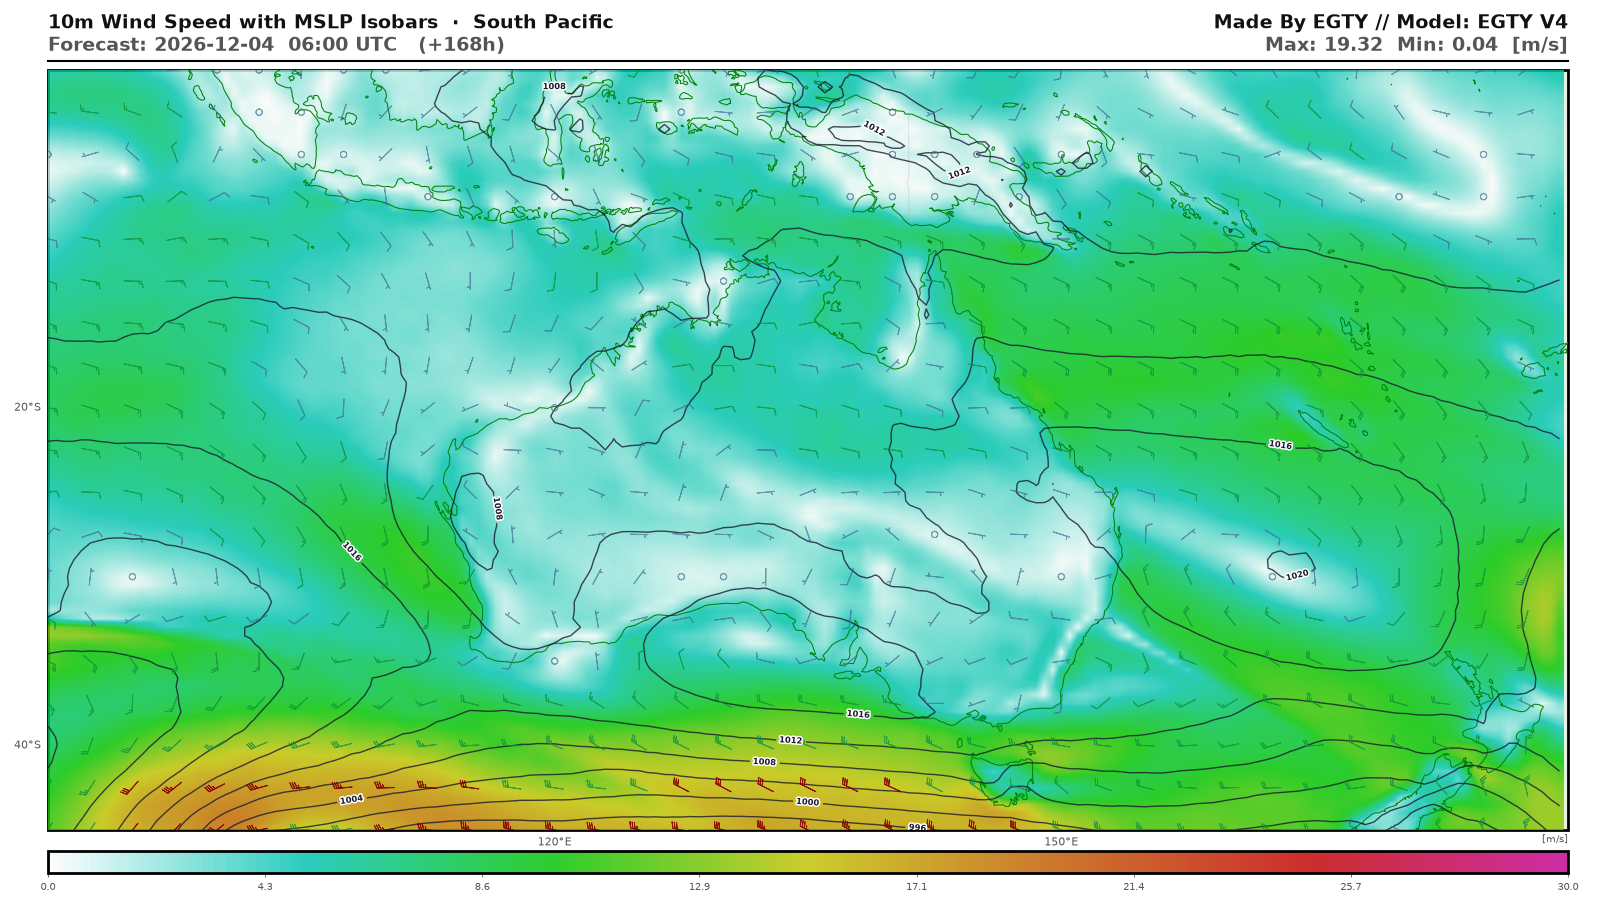 10m Wind Speed with MSLP Isobars · South Pacific
Made By EGTY // Model: EGTY V4
Forecast: 2026-12-04 06:00 UTC (+168h)
Max: 19.32 Min: 0.04 [m/s]
1008
1012
1012
20°S
1016
1008
1016
1020
1016
40°S
1012
1008
1004
1000
996
120°E
150°E
[m/s]
0.0
4.3
8.6
12.9
17.1
21.4
25.7
30.0